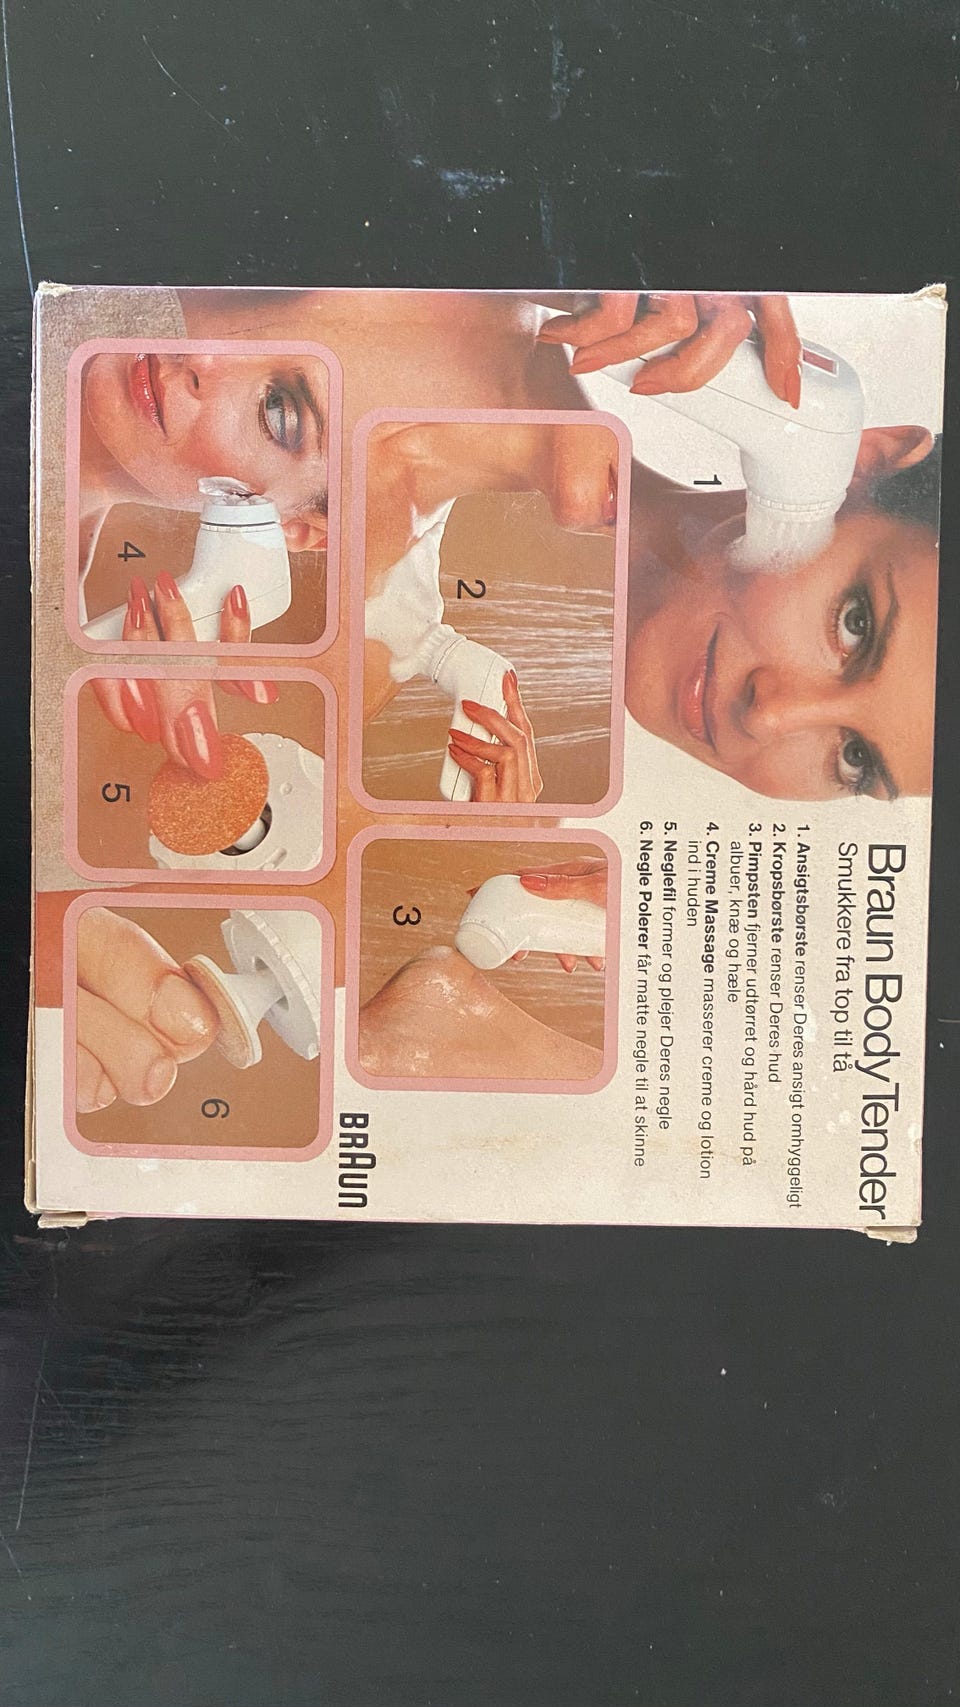 Braun Body Tender
Smukkere fra top til tå
1. Ansigtsbørste renser Deres ansigt omhyggeligt
2. Kropsbørste renser Deres hud
3. Pimpsten fjerner udtørret og hård hud på
albuer, knæ og hæle
4. Creme Massage masserer creme og lotion
ind i huden
5. Neglefil former og plejer Deres negle
6. Negle Polerer får matte negle til at skinne
1
2
3
4
5
6
BRAUN